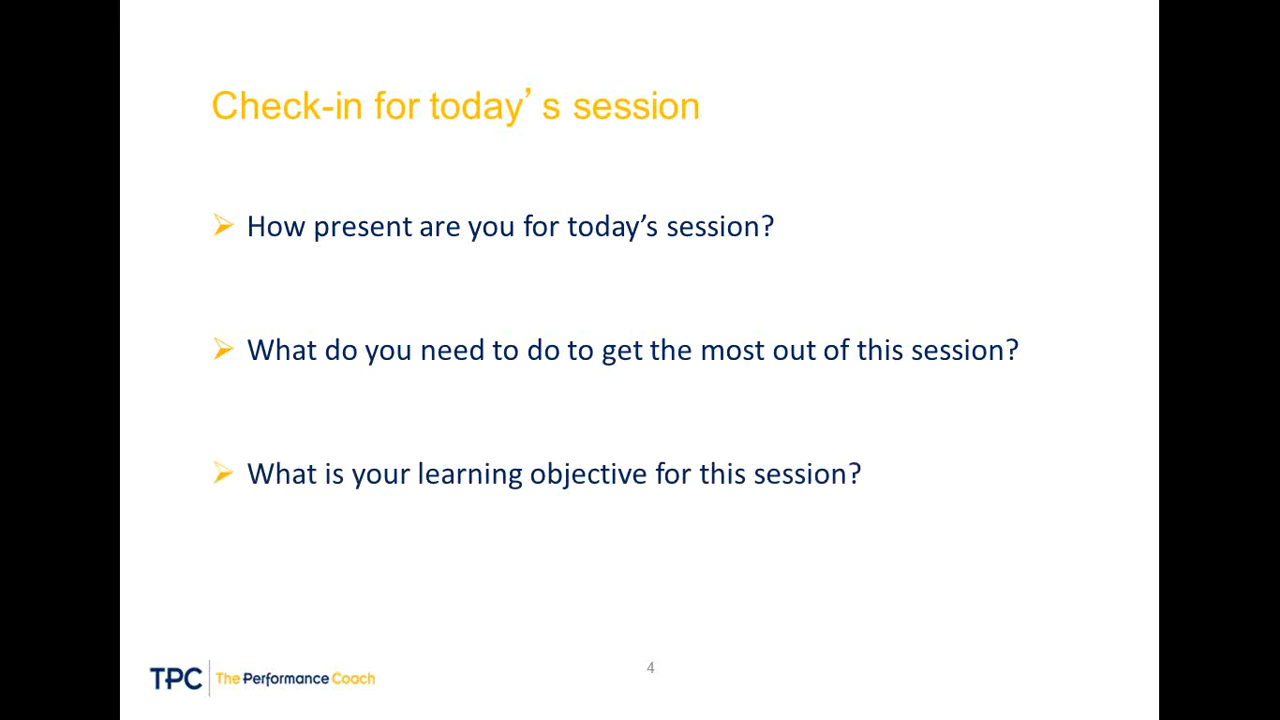 Check-in for today’s session
How present are you for today’s session?
What do you need to do to get the most out of this session?
What is your learning objective for this session?
TPC The Performance Coach
4